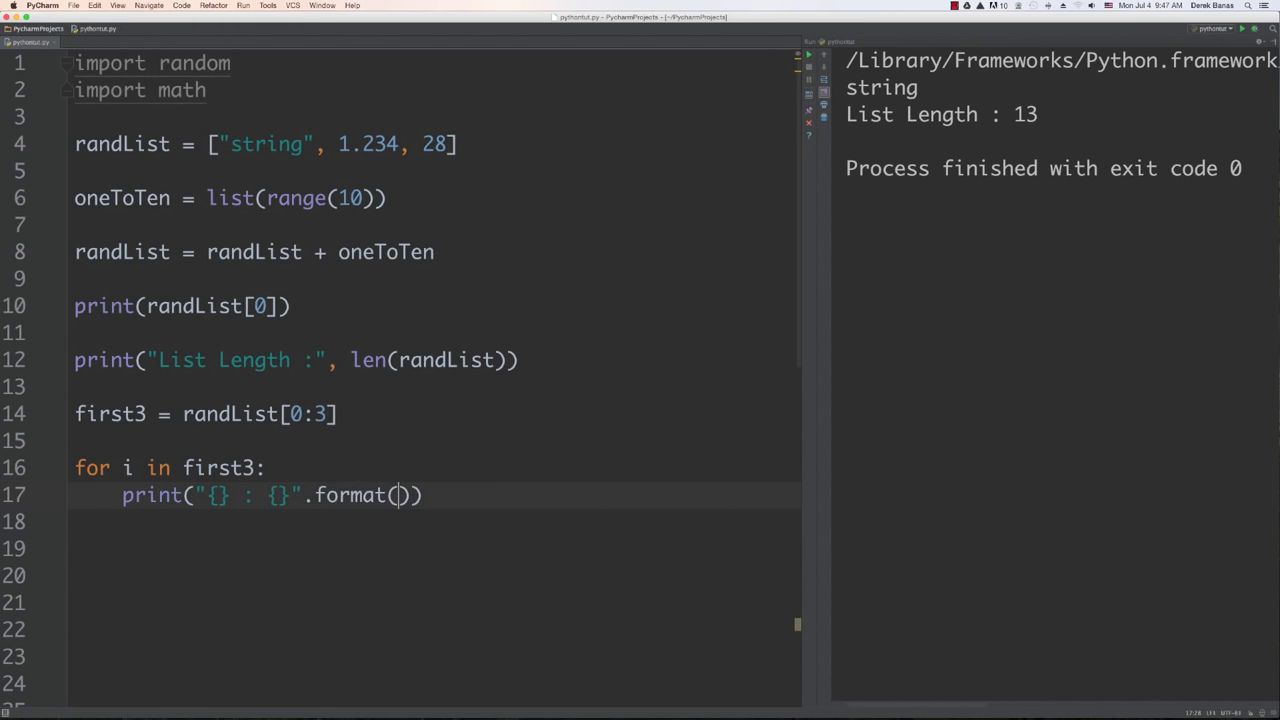 PyCharm File Edit View Navigate Code Refactor Run Tools VCS Window Help 10 Mon Jul 4 9:47 AM Derek Banas
pythontut.py - PycharmProjects - [~/PycharmProjects]
PycharmProjects pythontut.py pythontut
pythontut.py Run: pythontut
1 import random
2 import math
3
4 randList = ["string", 1.234, 28]
5
6 oneToTen = list(range(10))
7
8 randList = randList + oneToTen
9
10 print(randList[0])
11
12 print("List Length :", len(randList))
13
14 first3 = randList[0:3]
15
16 for i in first3:
17 print("{} : {}".format())
18
19
20
21
22
23
24
25
/Library/Frameworks/Python.framework
string
List Length : 13
Process finished with exit code 0
17:28 LF‡ UTF-8‡